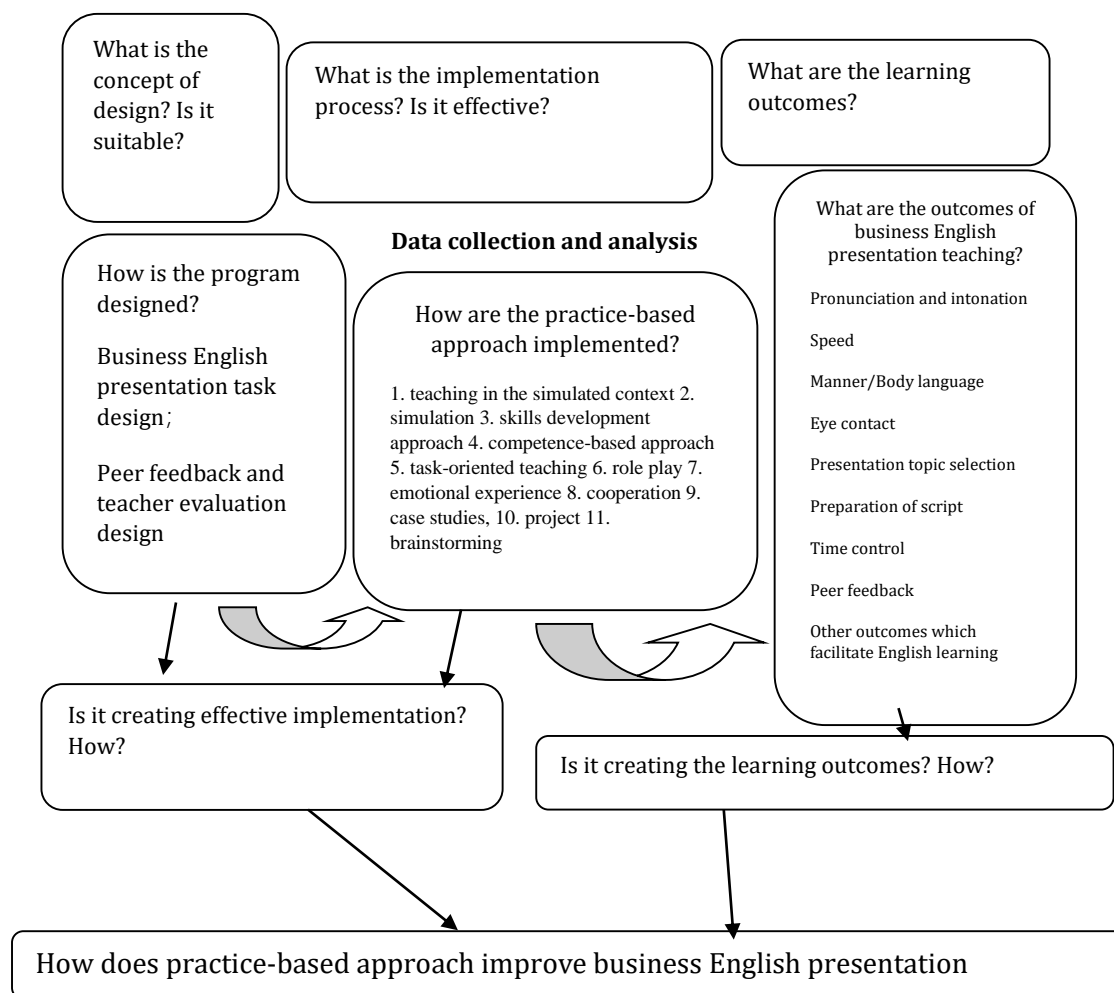 What is the
concept of
design? Is it
suitable?
What is the implementation
process? Is it effective?
What are the learning
outcomes?
Data collection and analysis
How is the program
designed?
Business English
presentation task
design；
Peer feedback and
teacher evaluation
design
How are the practice-based
approach implemented?
1. teaching in the simulated context 2.
simulation 3. skills development
approach 4. competence-based approach
5. task-oriented teaching 6. role play 7.
emotional experience 8. cooperation 9.
case studies, 10. project 11.
brainstorming
What are the outcomes of
business English
presentation teaching?
Pronunciation and intonation
Speed
Manner/Body language
Eye contact
Presentation topic selection
Preparation of script
Time control
Peer feedback
Other outcomes which
facilitate English learning
Is it creating effective implementation?
How?
Is it creating the learning outcomes? How?
How does practice-based approach improve business English presentation